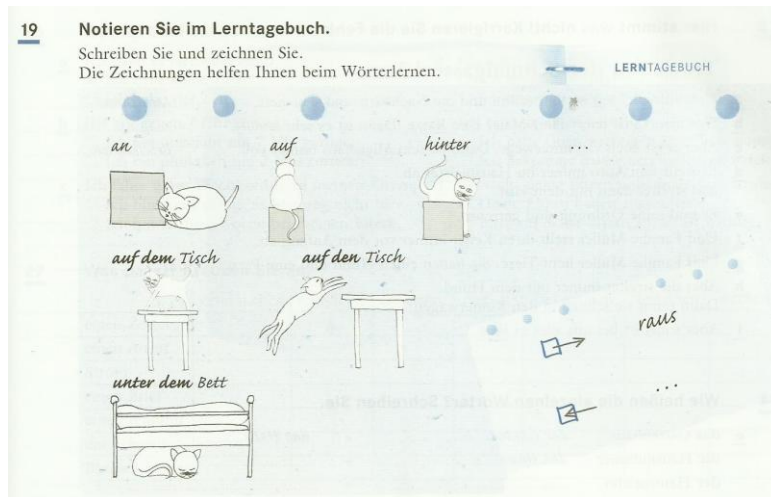 19 Notieren Sie im Lerntagebuch.
Schreiben Sie und zeichnen Sie.
Die Zeichnungen helfen Ihnen beim Wörterlernen.
LERNTAGEBUCH
an auf hinter ....
auf dem Tisch auf den Tisch
raus
unter dem Bett
...